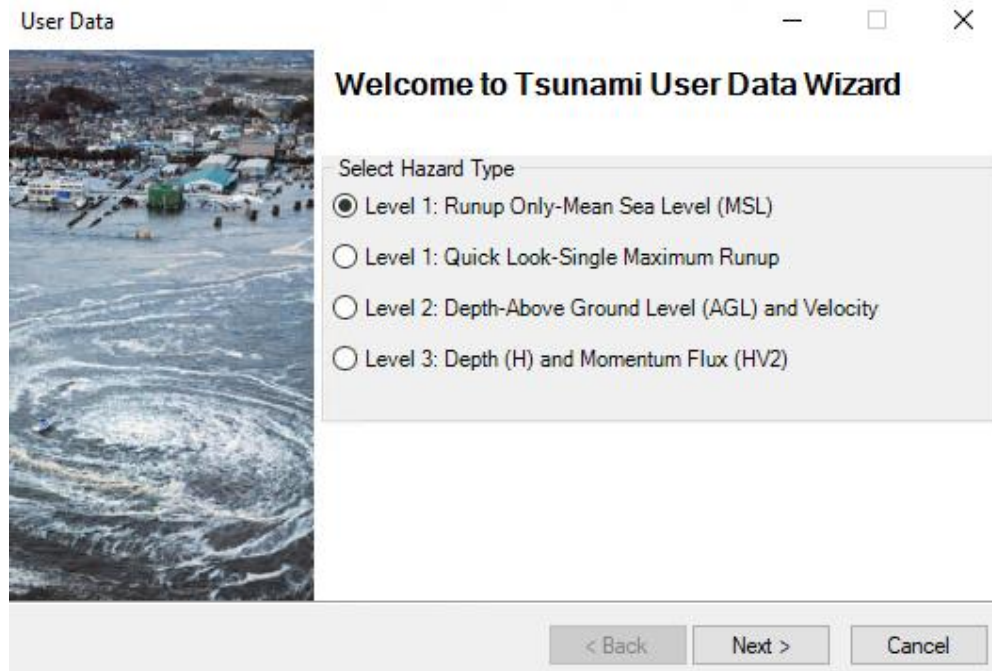 User Data
Welcome to Tsunami User Data Wizard
Select Hazard Type
Level 1: Runup Only-Mean Sea Level (MSL)
Level 1: Quick Look-Single Maximum Runup
Level 2: Depth-Above Ground Level (AGL) and Velocity
Level 3: Depth (H) and Momentum Flux (HV2)
< Back Next > Cancel